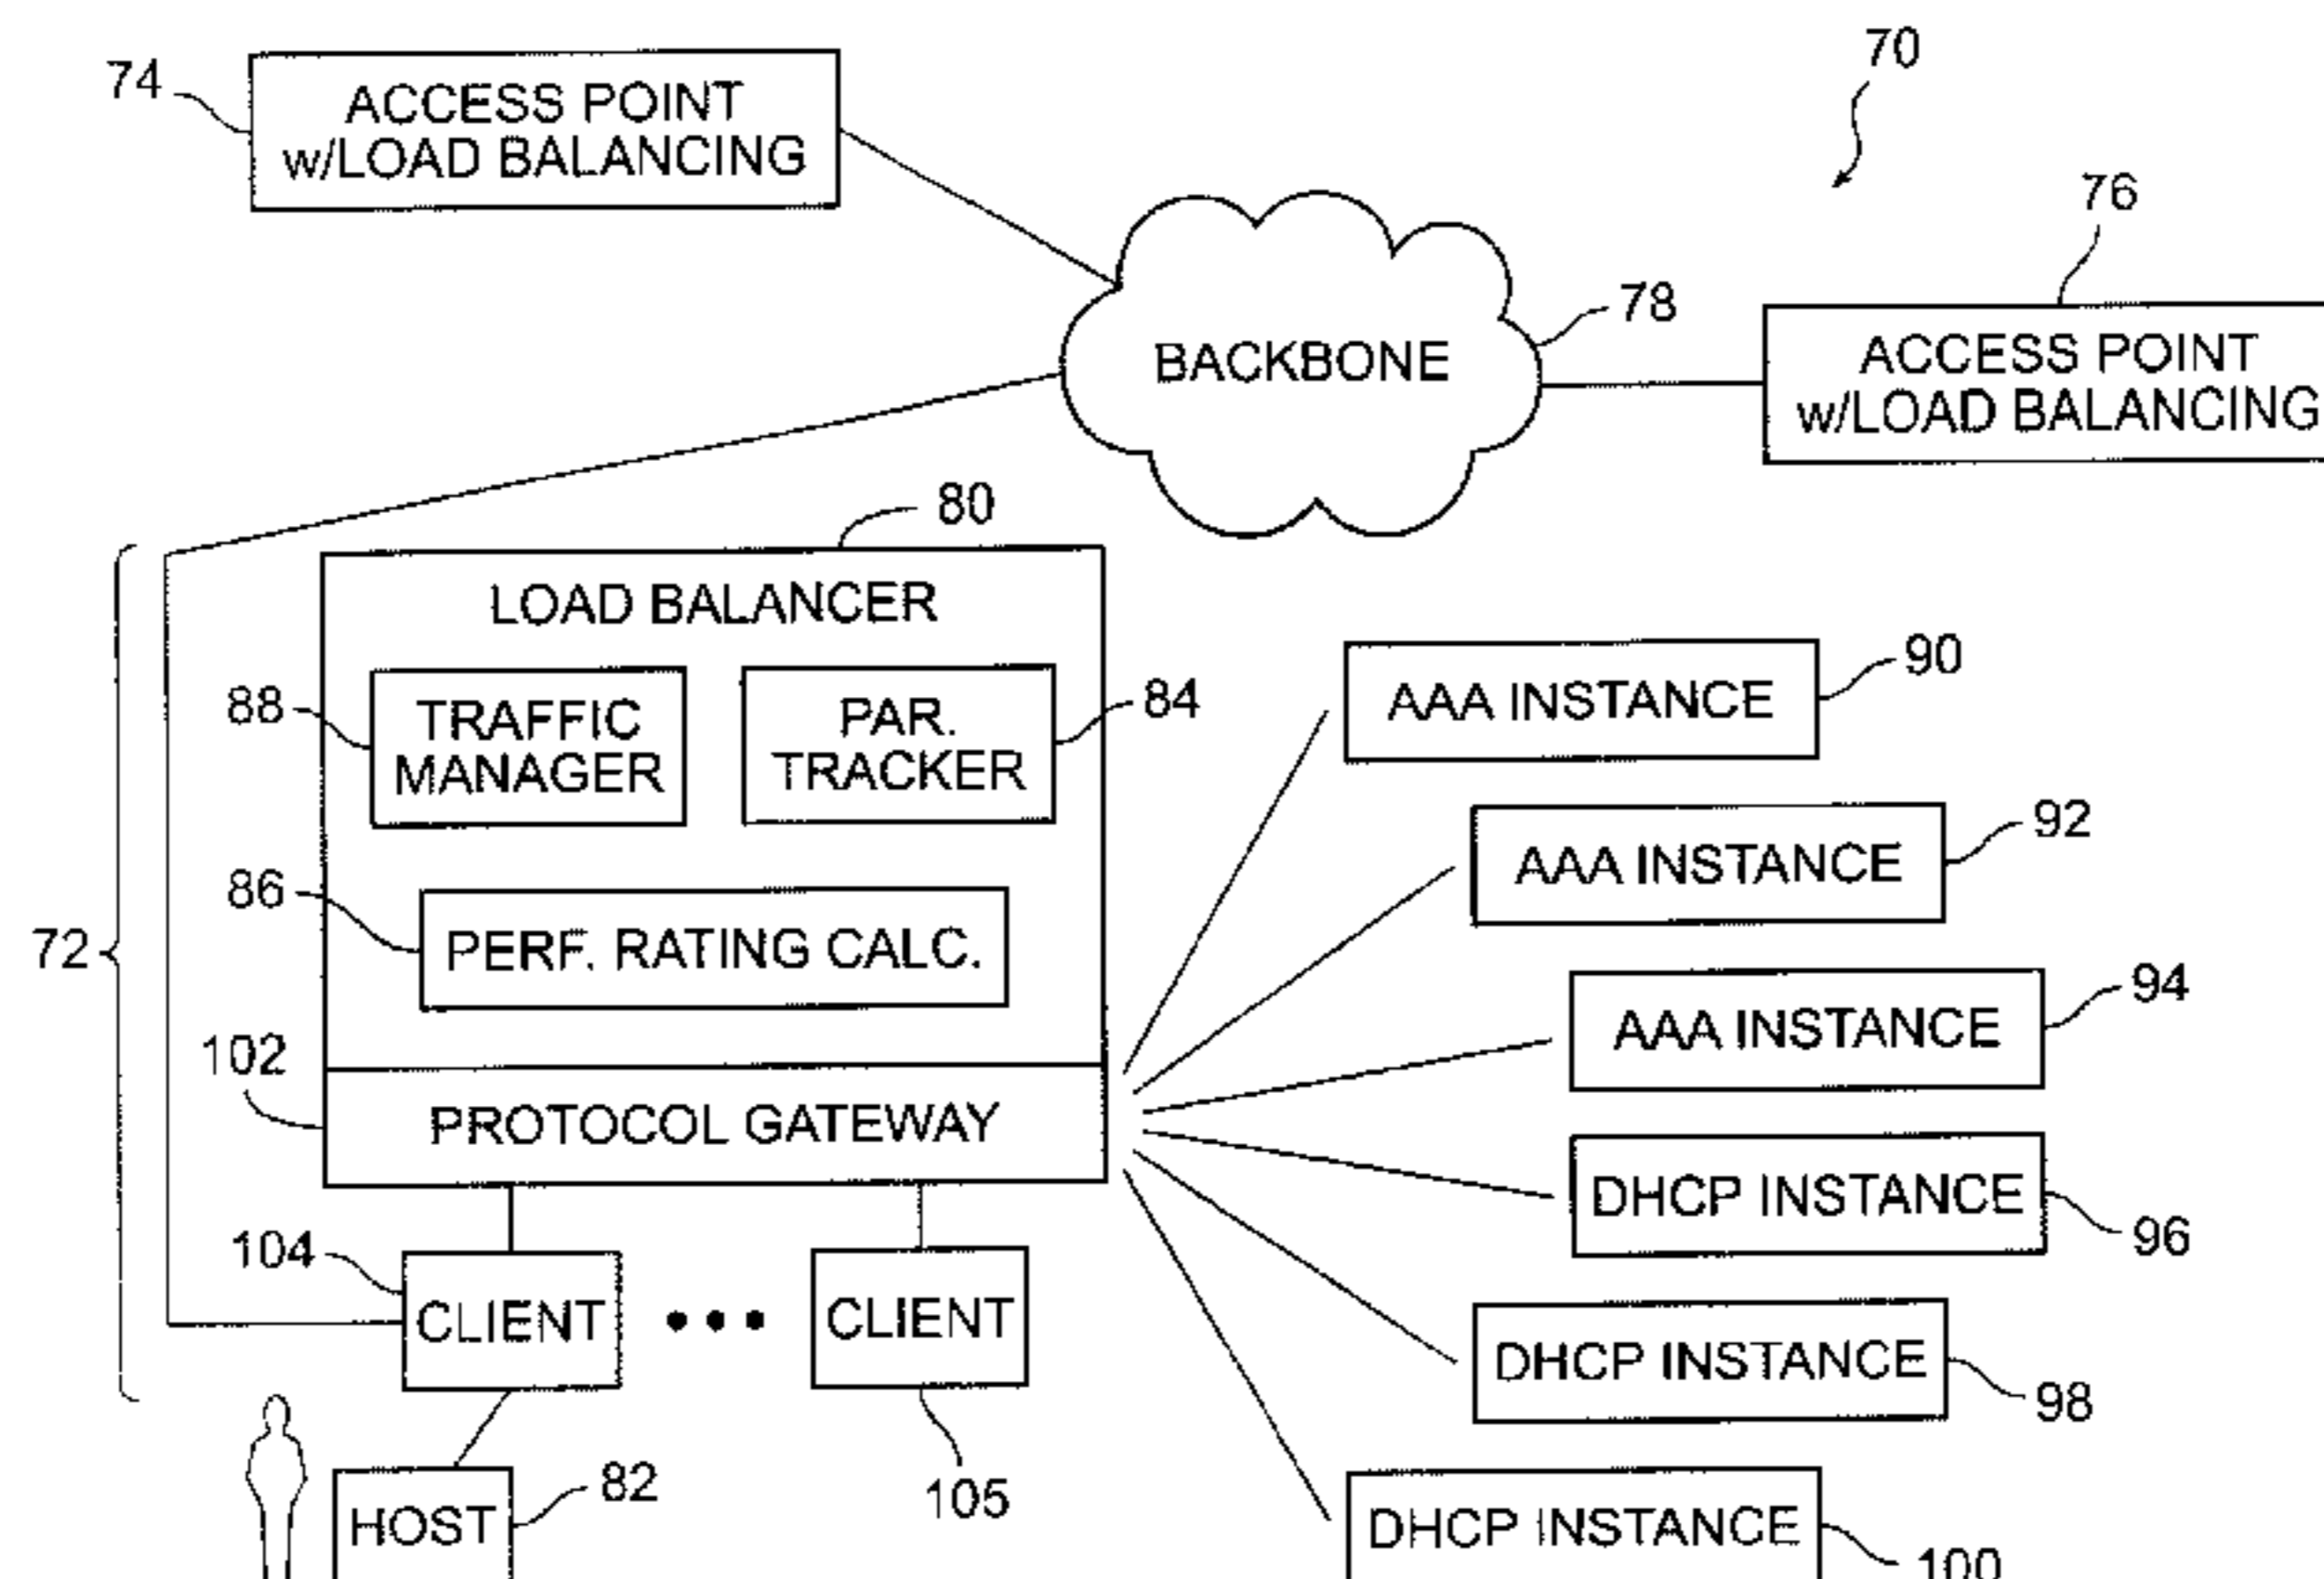 70
74
ACCESS POINT
w/LOAD BALANCING
76
78
BACKBONE
ACCESS POINT
w/LOAD BALANCING
80
LOAD BALANCER
88
TRAFFIC
MANAGER
PAR.
TRACKER
84
86
PERF. RATING CALC.
72
102
PROTOCOL GATEWAY
90
AAA INSTANCE
92
AAA INSTANCE
94
AAA INSTANCE
DHCP INSTANCE
96
DHCP INSTANCE
98
DHCP INSTANCE
100
104
CLIENT
CLIENT
105
HOST
82